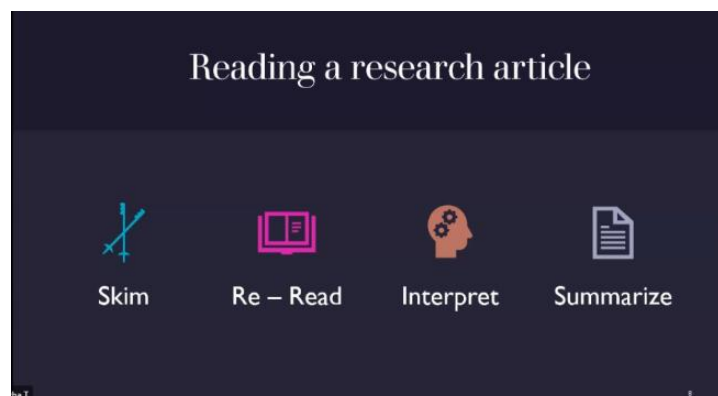 Reading a research article
Skim
Re – Read
Interpret
Summarize